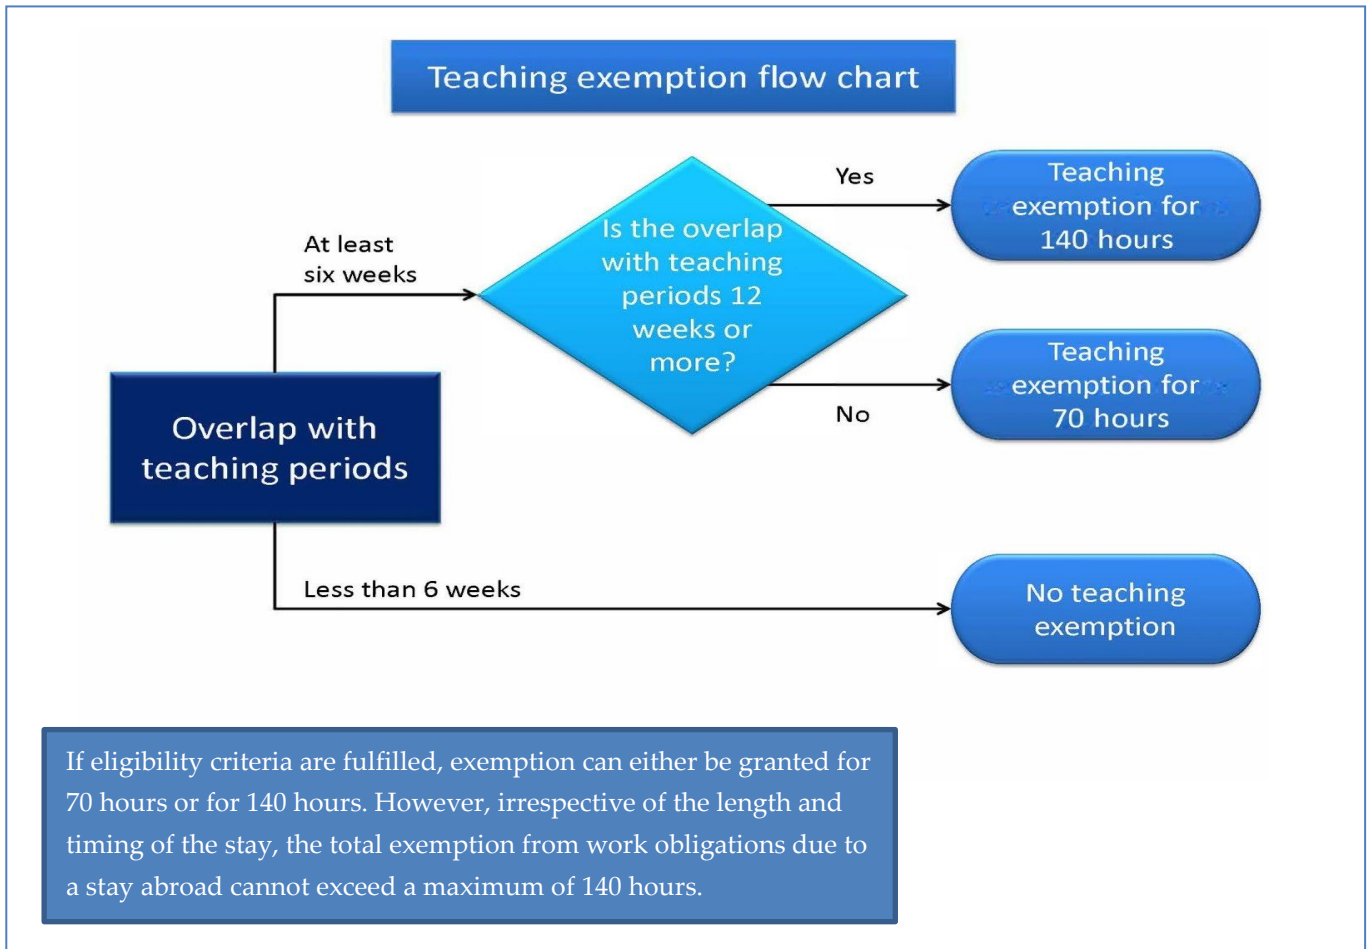 Teaching exemption flow chart
At least
six weeks
Is the overlap
with teaching
periods 12
weeks or
more?
Yes
Teaching
exemption for
140 hours
No
Teaching
exemption for
70 hours
Overlap with
teaching periods
Less than 6 weeks
No teaching
exemption
If eligibility criteria are fulfilled, exemption can either be granted for
70 hours or for 140 hours. However, irrespective of the length and
timing of the stay, the total exemption from work obligations due to
a stay abroad cannot exceed a maximum of 140 hours.